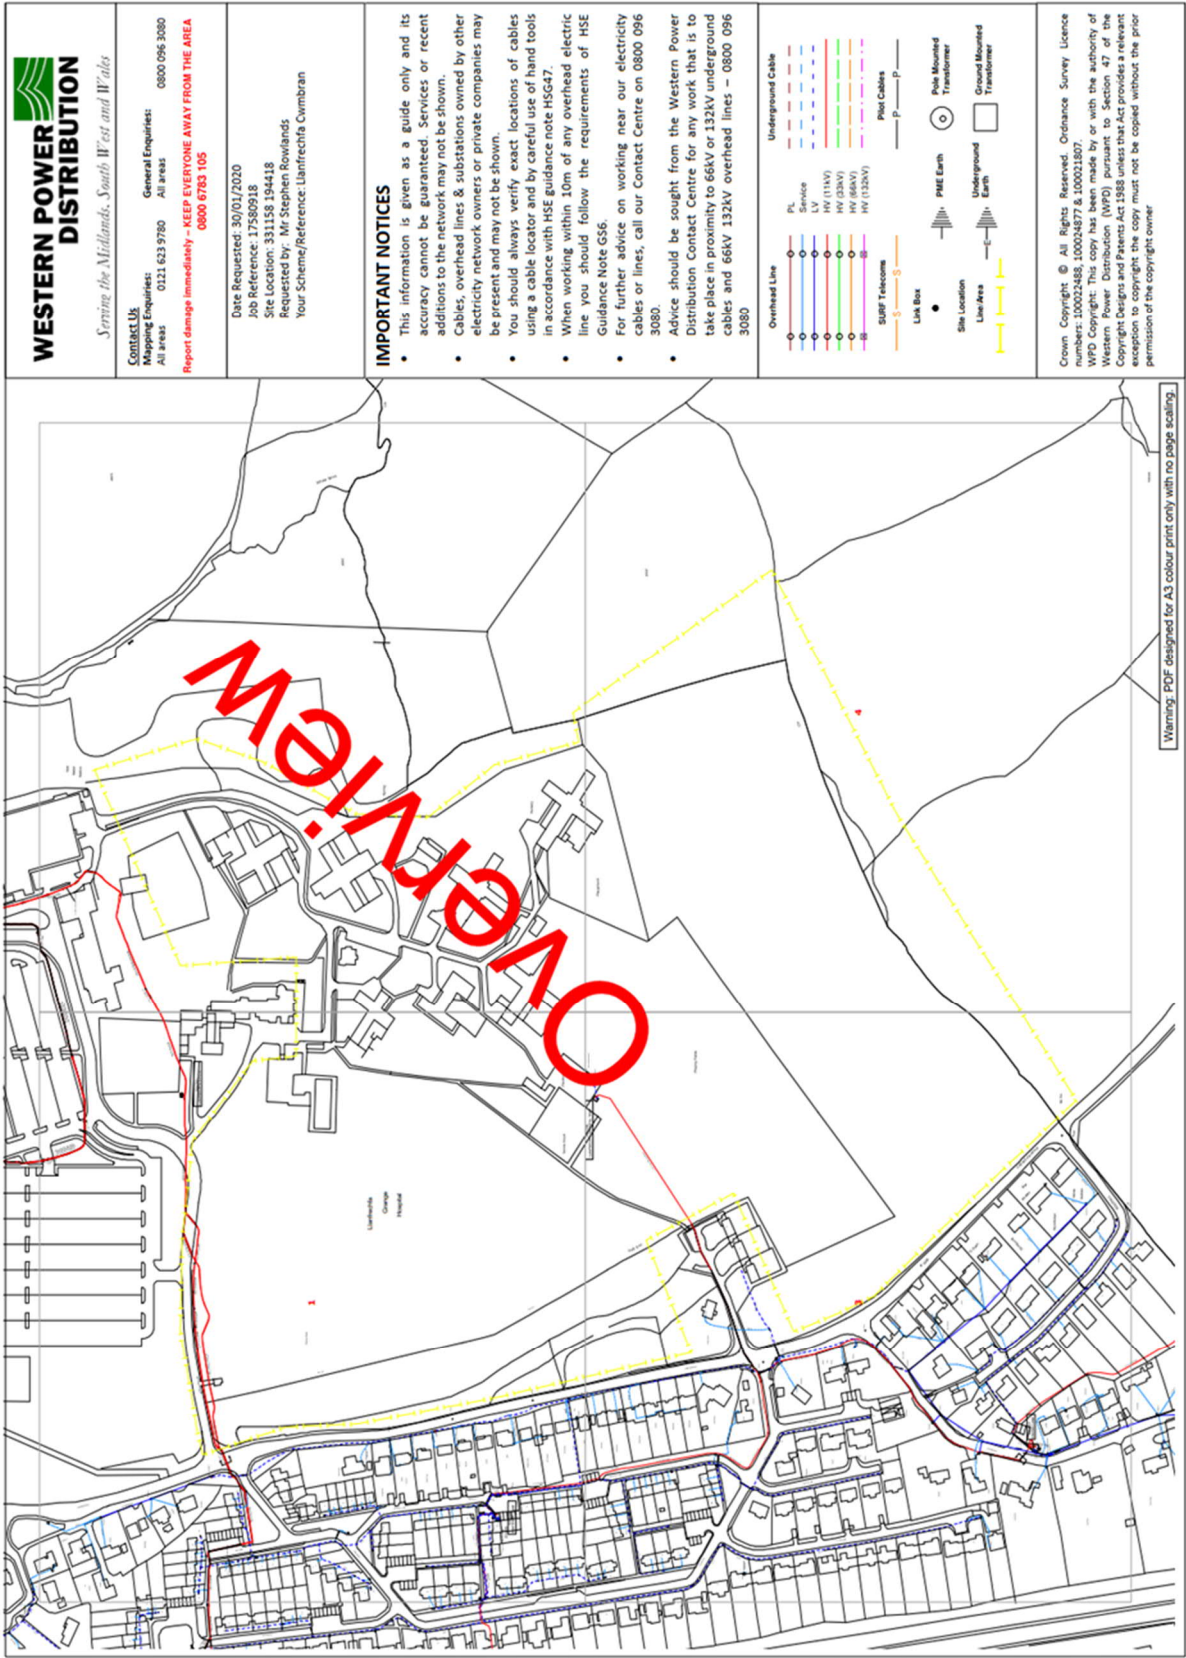 WESTERN POWER
DISTRIBUTION
Serving the Midlands, South West and Wales
Contact Us
Mapping Enquiries:
General Enquiries:
All areas 0121 623 9780
All areas 0800 096 3080
Report damage immediately – KEEP EVERYONE AWAY FROM THE AREA
0800 6783 105
Date Requested: 30/01/2020
Job Reference: 17580918
Site Location: 331158 194418
Requested by: Mr Stephen Rowlands
Your Scheme/Reference: Llanfrechfa Cwmbran
IMPORTANT NOTICES
• This information is given as a guide only and its
accuracy cannot be guaranteed. Services or recent
additions to the network may not be shown.
• Cables, overhead lines & substations owned by other
electricity network owners or private companies may
be present and may not be shown.
• You should always verify exact locations of cables
using a cable locator and by careful use of hand tools
in accordance with HSE guidance note HSG47.
• When working within 10m of any overhead electric
line you should follow the requirements of HSE
Guidance Note GS6.
• For further advice on working near our electricity
cables or lines, call our Contact Centre on 0800 096
3080.
• Advice should be sought from the Western Power
Distribution Contact Centre for any work that is to
take place in proximity to 66kV or 132kV underground
cables and 66kV 132kV overhead lines – 0800 096
3080
Overhead Line
Underground Cable
PL
Service
LV
HV (11kV)
HV (33kV)
HV (66kV)
HV (132kV)
SURF Telecoms
Pilot Cables
S S
P P
Link Box
PME Earth
Pole Mounted
Transformer
Site Location
Line/Area
Underground
Earth
E
Ground Mounted
Transformer
Crown Copyright © All Rights Reserved. Ordnance Survey Licence
numbers: 100022488, 100024877 & 100021807.
WPD Copyright: This copy has been made by or with the authority of
Western Power Distribution (WPD) pursuant to Section 47 of the
Copyright Designs and Patents Act 1988 unless that Act provides a relevant
exception to copyright the copy must not be copied without the prior
permission of the copyright owner
Overview
Llanfrechfa
Grange
Hospital
1
3
4
Warning: PDF designed for A3 colour print only with no page scaling.